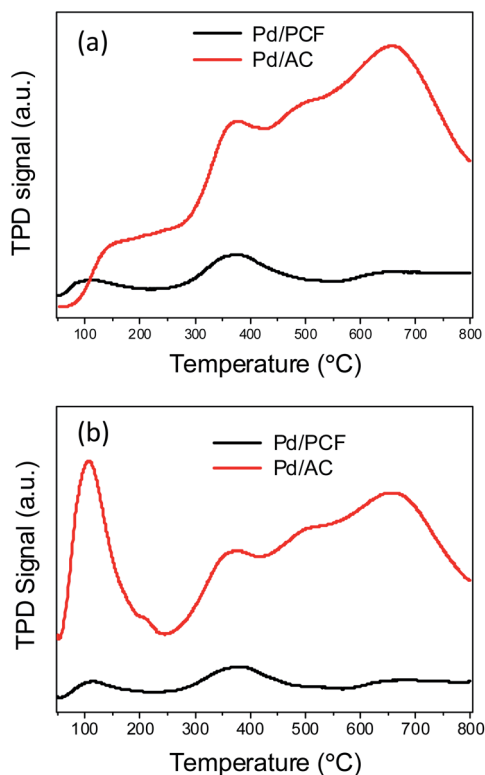 (a)
Pd/PCF
Pd/AC
TPD signal (a.u.)
100 200 300 400 500 600 700 800
Temperature (°C)
(b)
Pd/PCF
Pd/AC
TPD Signal (a.u.)
100 200 300 400 500 600 700 800
Temperature (°C)